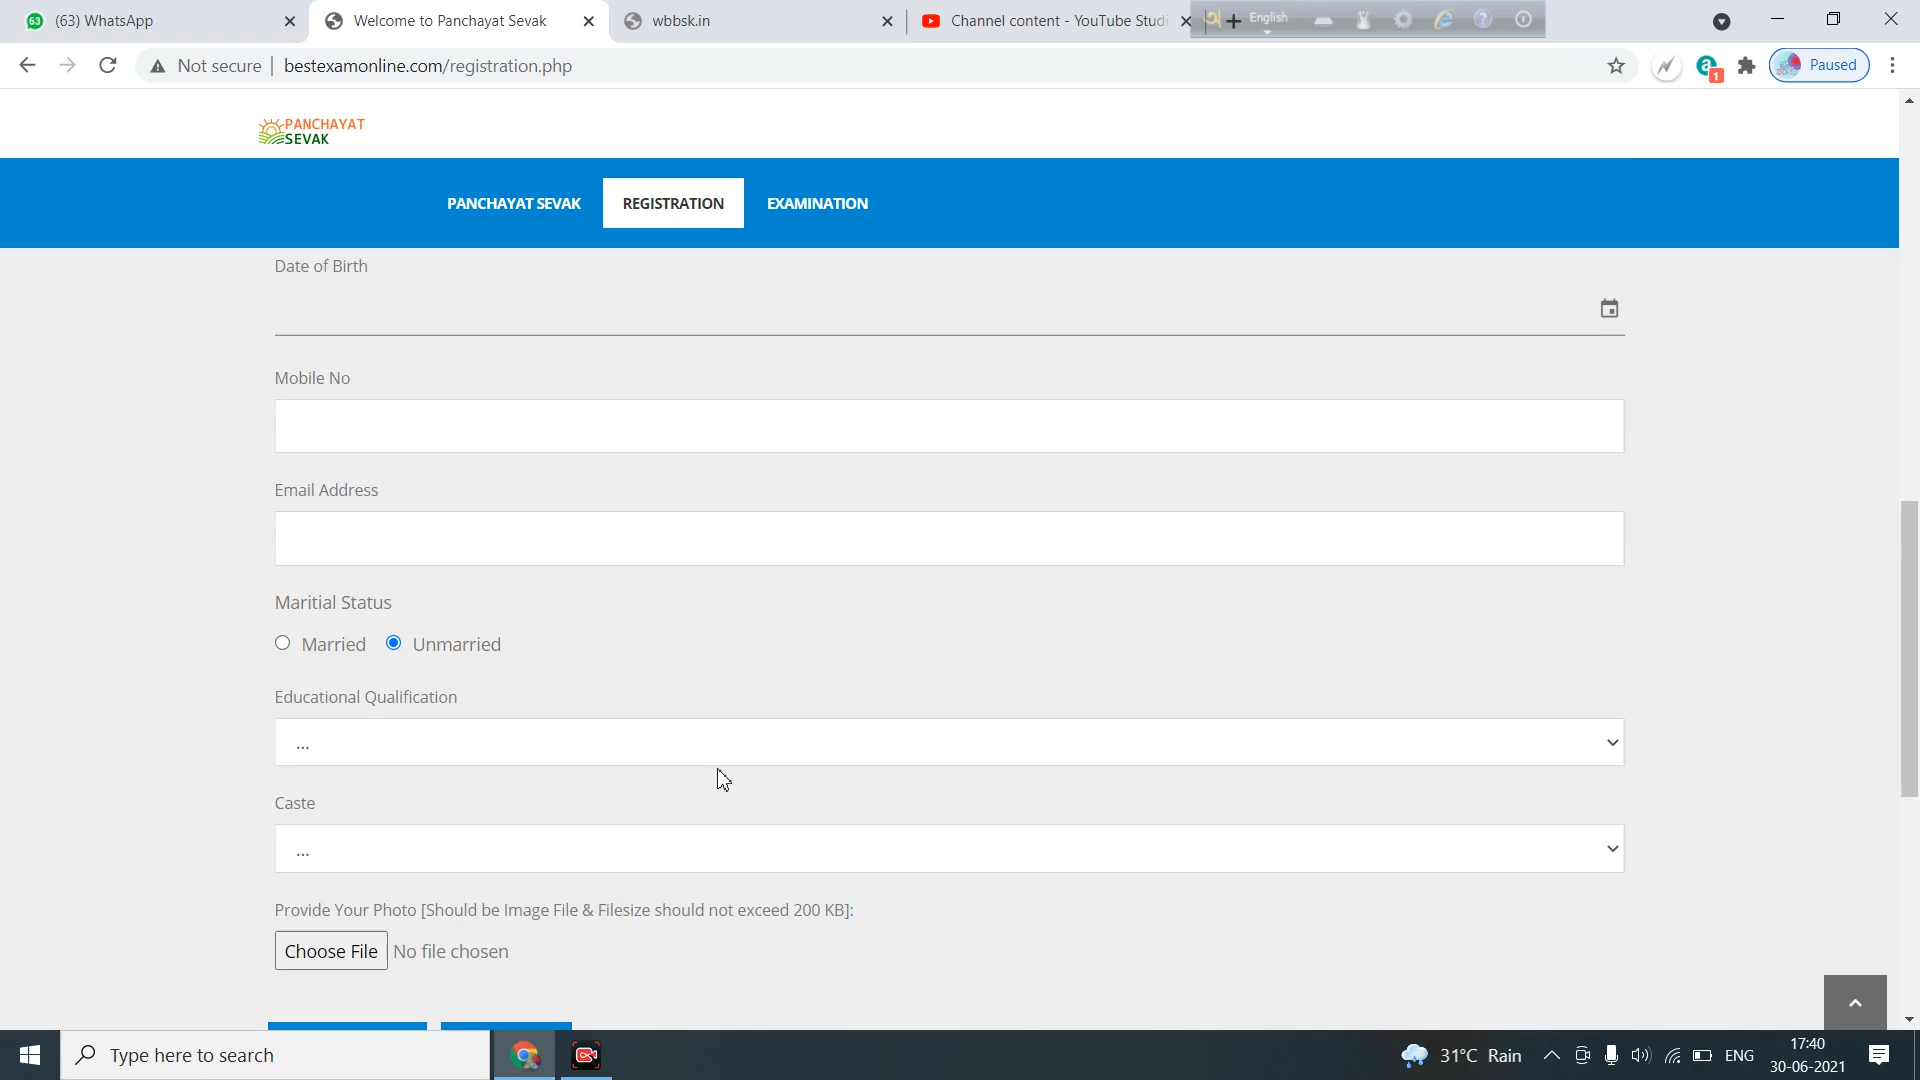 (63) WhatsApp
Welcome to Panchayat Sevak
wbbsk.in
Channel content - YouTube Studi
English
Not secure
bestexamonline.com/registration.php
1
Paused
PANCHAYAT
SEVAK
PANCHAYAT SEVAK
REGISTRATION
EXAMINATION
Date of Birth
Mobile No
Email Address
Maritial Status
Married
Unmarried
Educational Qualification
...
Caste
...
Provide Your Photo [Should be Image File & Filesize should not exceed 200 KB]:
Choose File
No file chosen
Type here to search
31°C Rain
ENG
17:40
30-06-2021